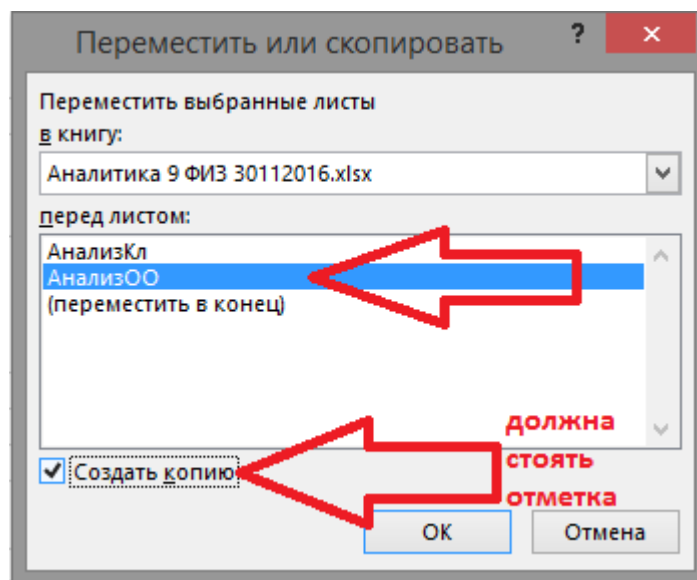 Переместить или скопировать
?
Переместить выбранные листы
в книгу:
Аналитика 9 ФИЗ 30112016.xlsx
перед листом:
АнализКл
АнализОО
(переместить в конец)
должна
стоять
отметка
Создать копию
ОК
Отмена